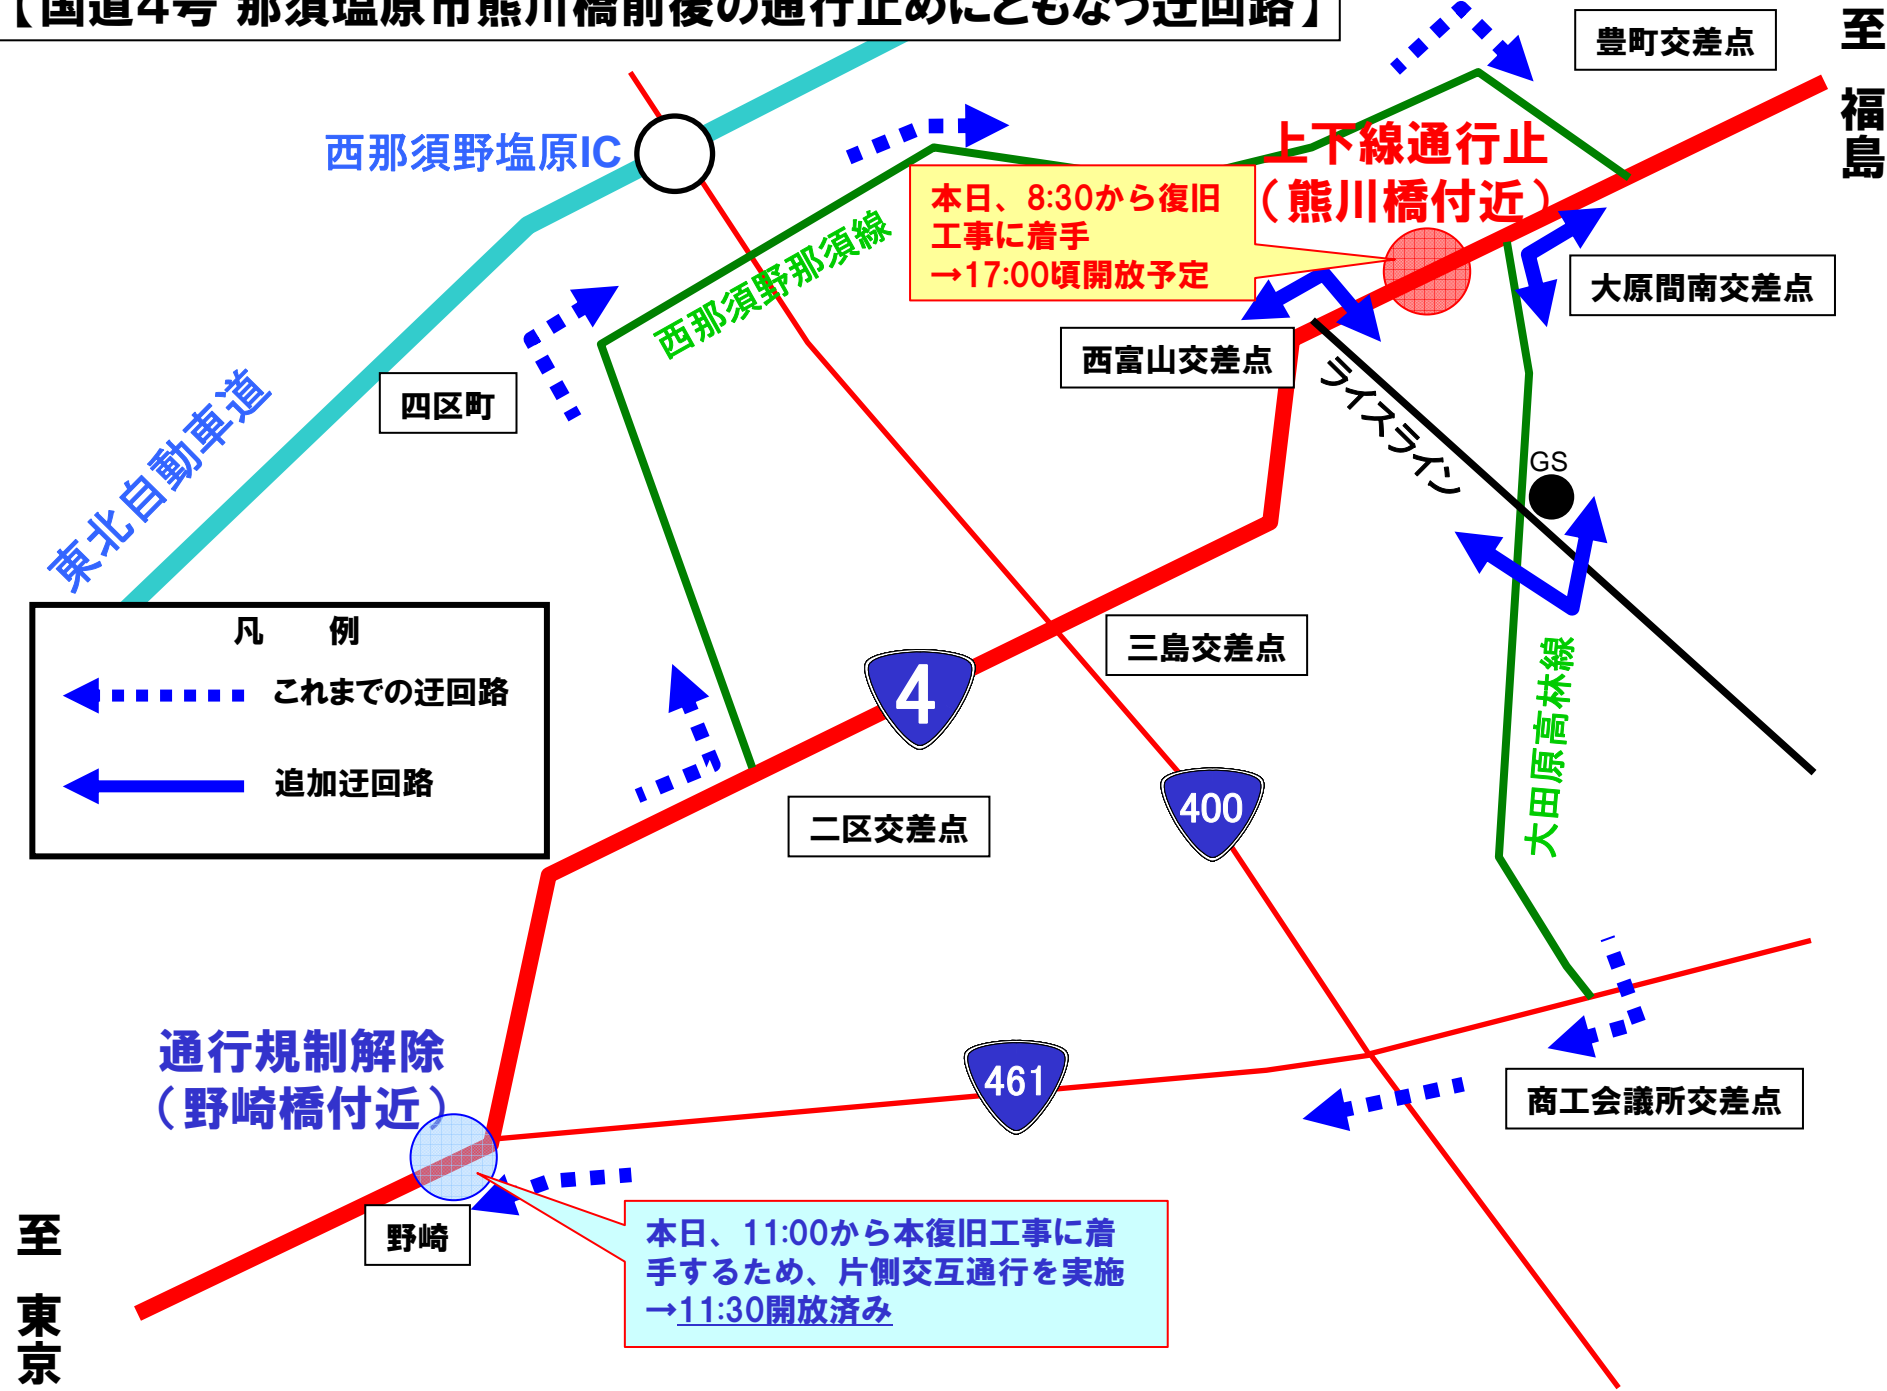 【国道4号 那須塩原市熊川橋前後の通行止めにともなう迂回路】
豊町交差点
至 福島
西那須野塩原IC
上下線通行止
（熊川橋付近）
本日、8:30から復旧
工事に着手
→17:00頃開放予定
西那須野那須線
大原間南交差点
西富山交差点
四区町
ライスライン
東北自動車道
GS
凡 例
これまでの迂回路
追加迂回路
三島交差点
4
大田原高林線
400
二区交差点
通行規制解除
（野崎橋付近）
461
商工会議所交差点
野崎
本日、11:00から本復旧工事に着
手するため、片側交互通行を実施
→11:30開放済み
至 東京